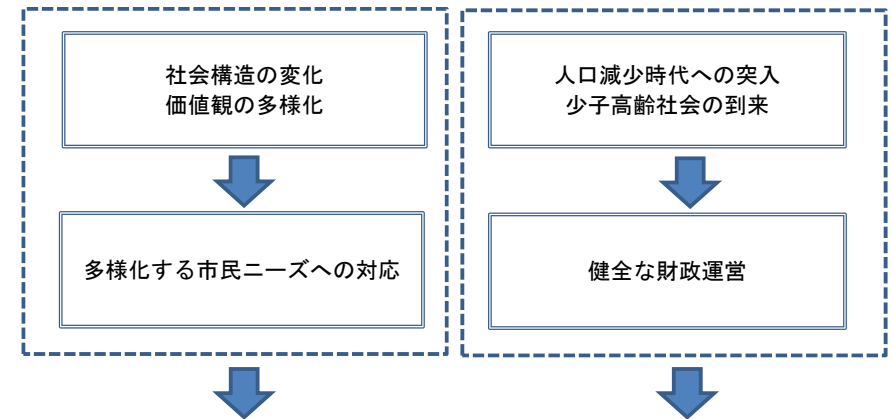 社会構造の変化
価値観の多様化
多様化する市民ニーズへの対応
人口減少時代への突入
少子高齢社会の到来
健全な財政運営